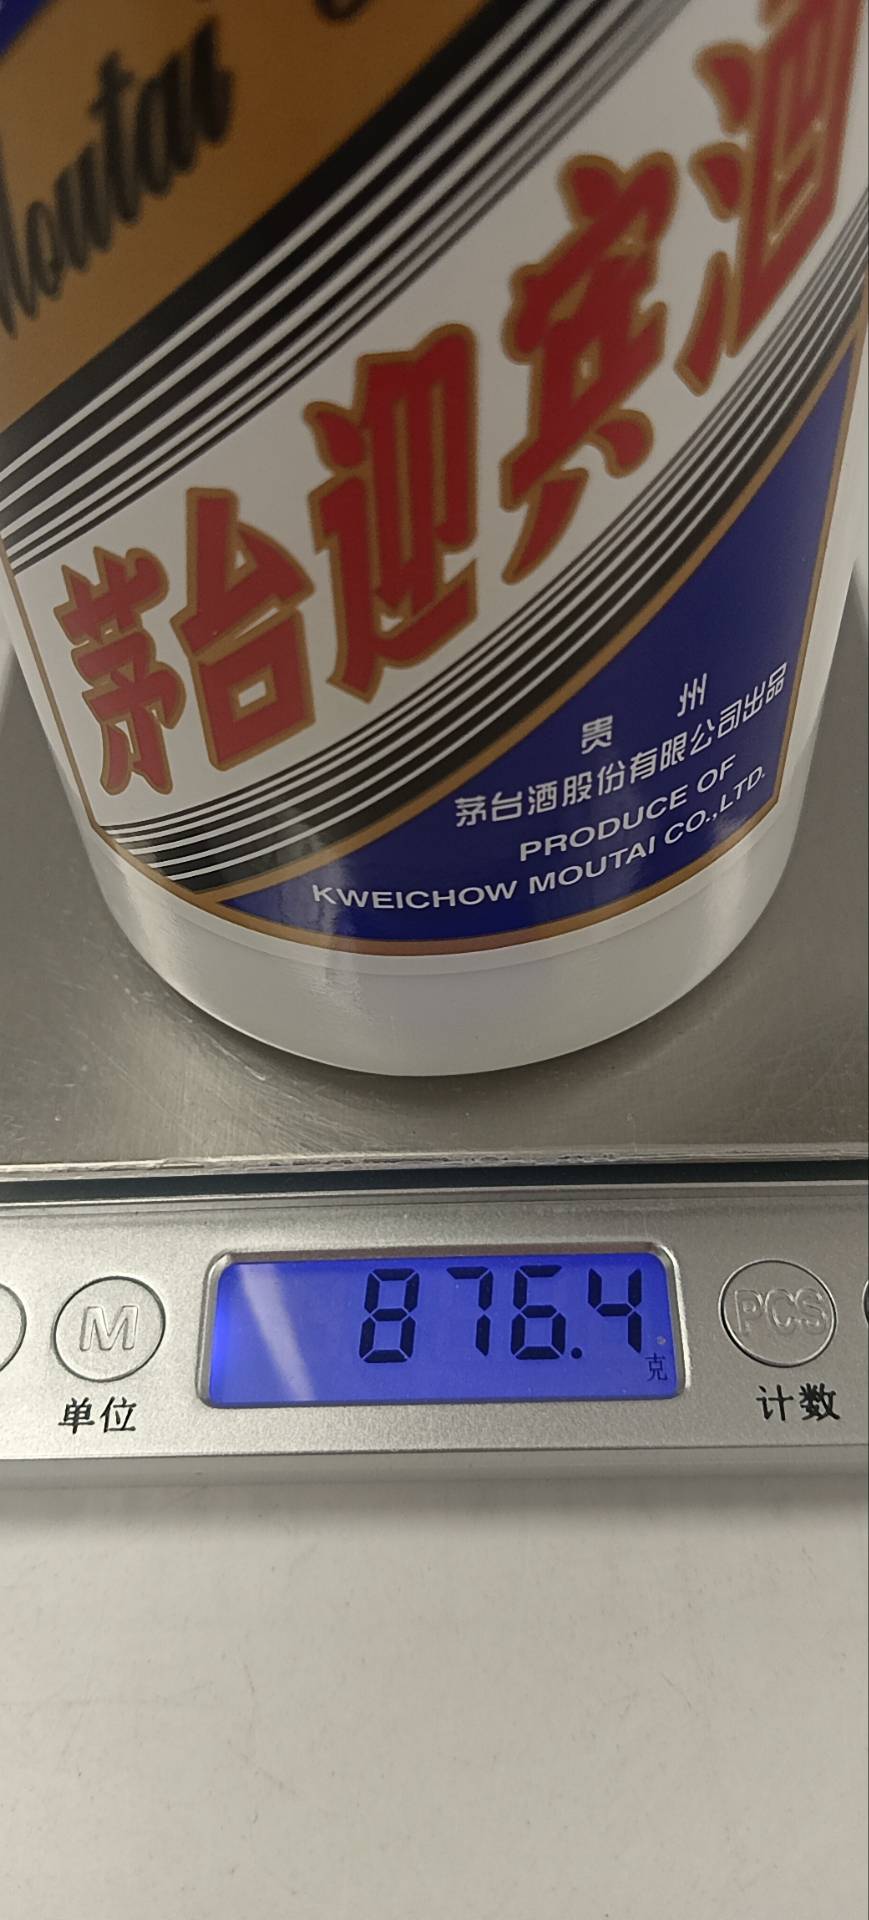 Moutai
茅台迎宾酒
贵州
茅台酒股份有限公司出品
PRODUCE OF
KWEICHOW MOUTAI CO.,LTD.
876.4
克
M
PCS
单位
计数